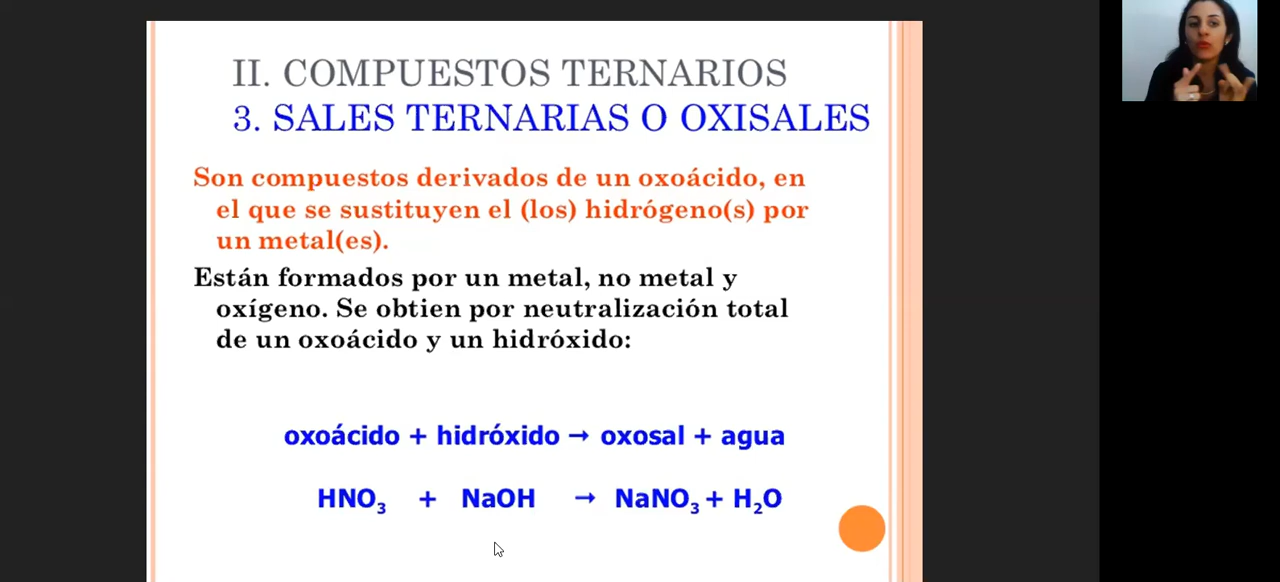 II. COMPUESTOS TERNARIOS
3. SALES TERNARIAS O OXISALES
Son compuestos derivados de un oxoácido, en
el que se sustituyen el (los) hidrógeno(s) por
un metal(es).
Están formados por un metal, no metal y
oxígeno. Se obtien por neutralización total
de un oxoácido y un hidróxido:
oxoácido + hidróxido → oxosal + agua
HNO₃ + NaOH → NaNO₃ + H₂O